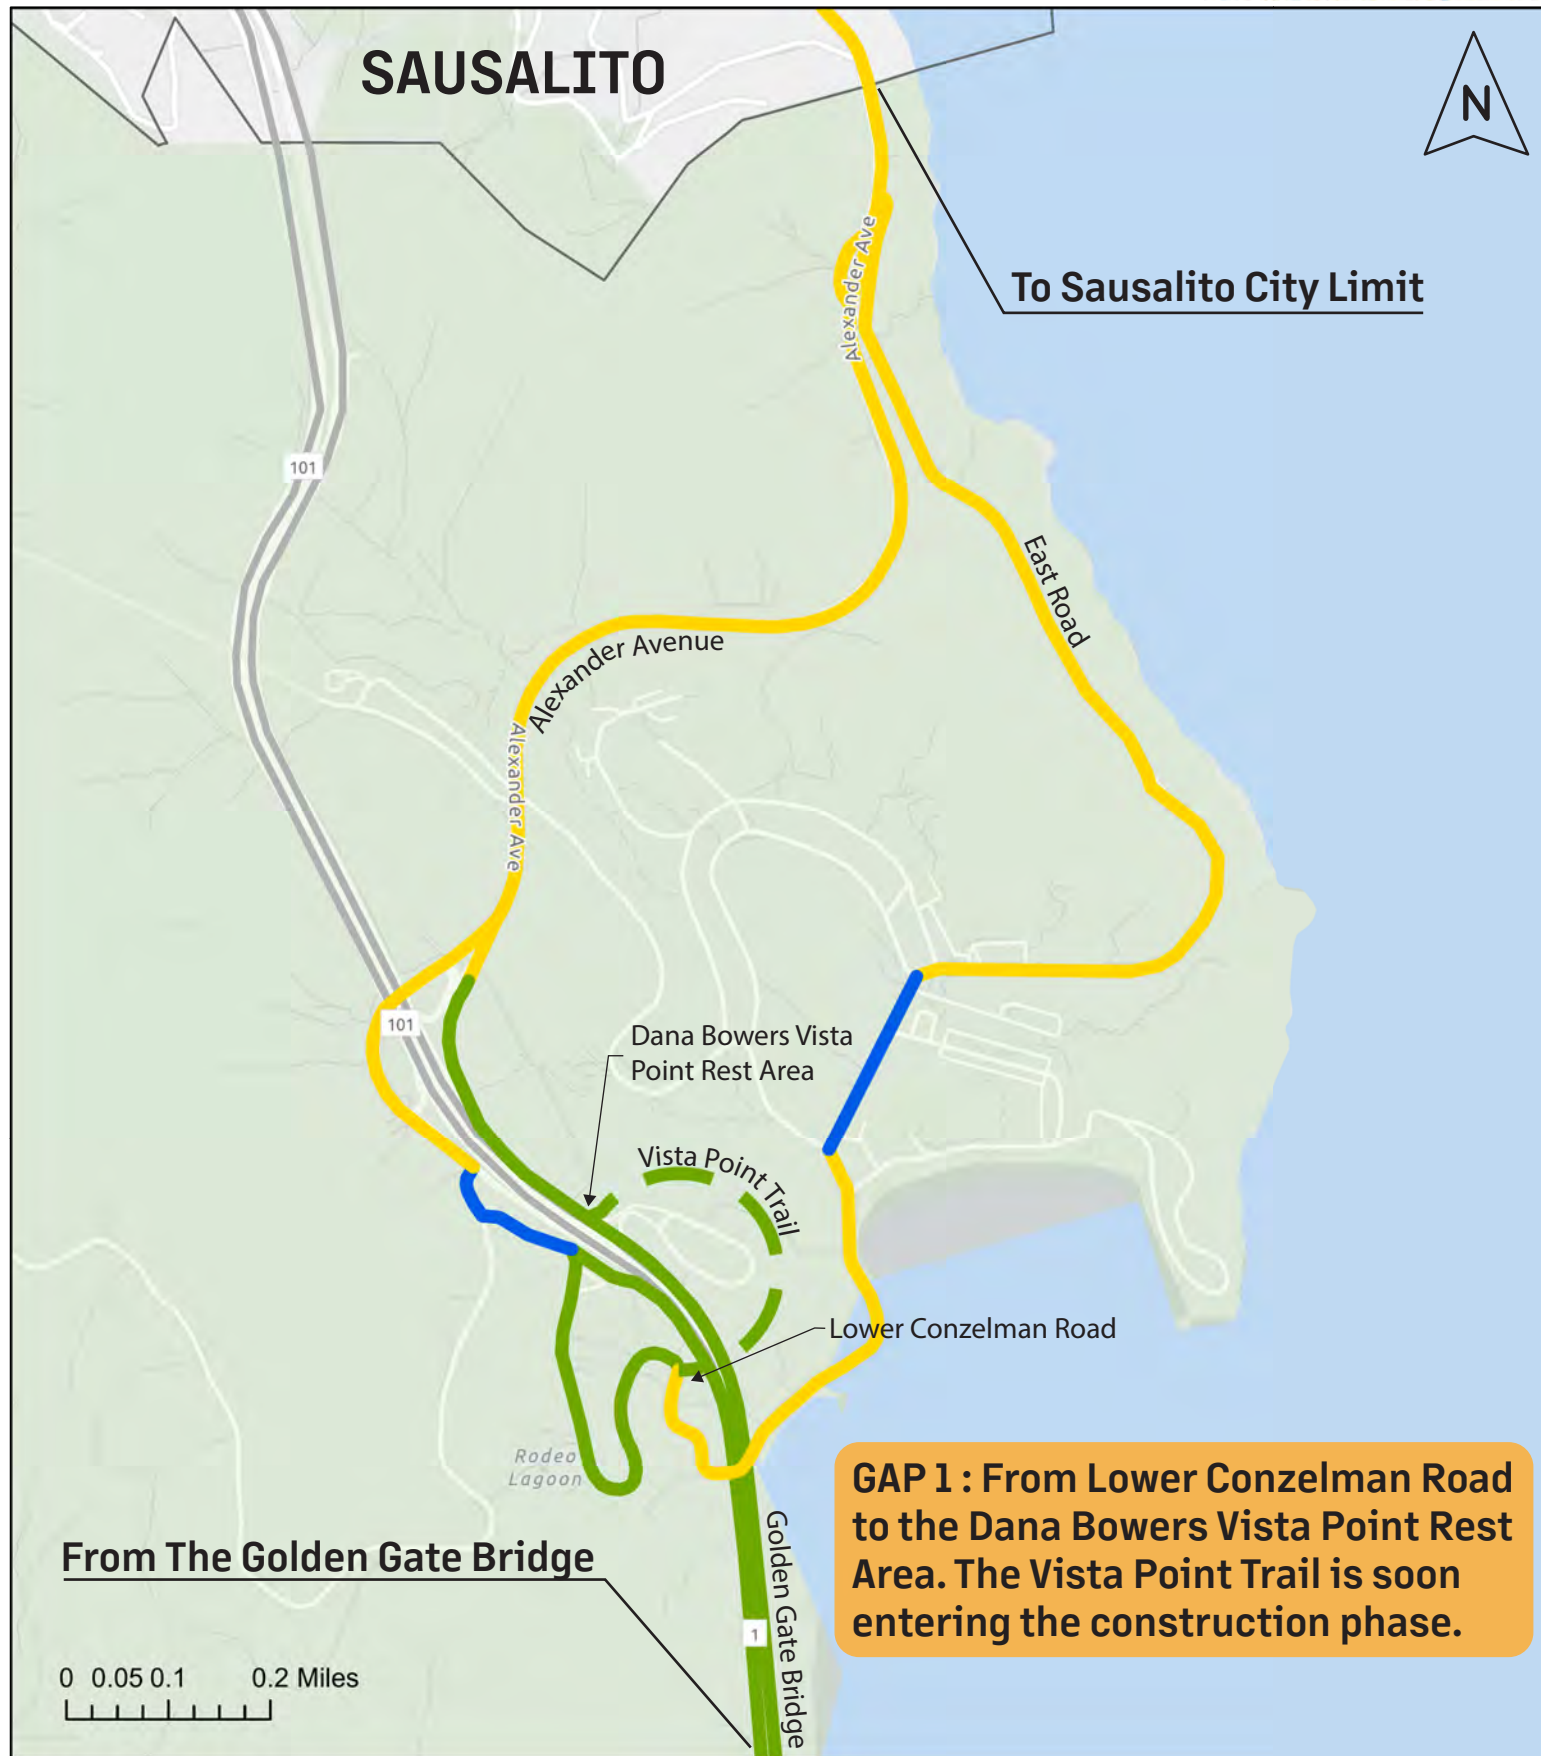 SAUSALITO
N
Alexander Ave
To Sausalito City Limit
101
East Road
Alexander Avenue
Alexander Ave
101
Dana Bowers Vista
Point Rest Area
Vista Point Trail
Lower Conzelman Road
Rodeo
Lagoon
GAP 1 : From Lower Conzelman Road
to the Dana Bowers Vista Point Rest
Area. The Vista Point Trail is soon
entering the construction phase.
From The Golden Gate Bridge
Golden Gate Bridge
1
0 0.05 0.1 0.2 Miles